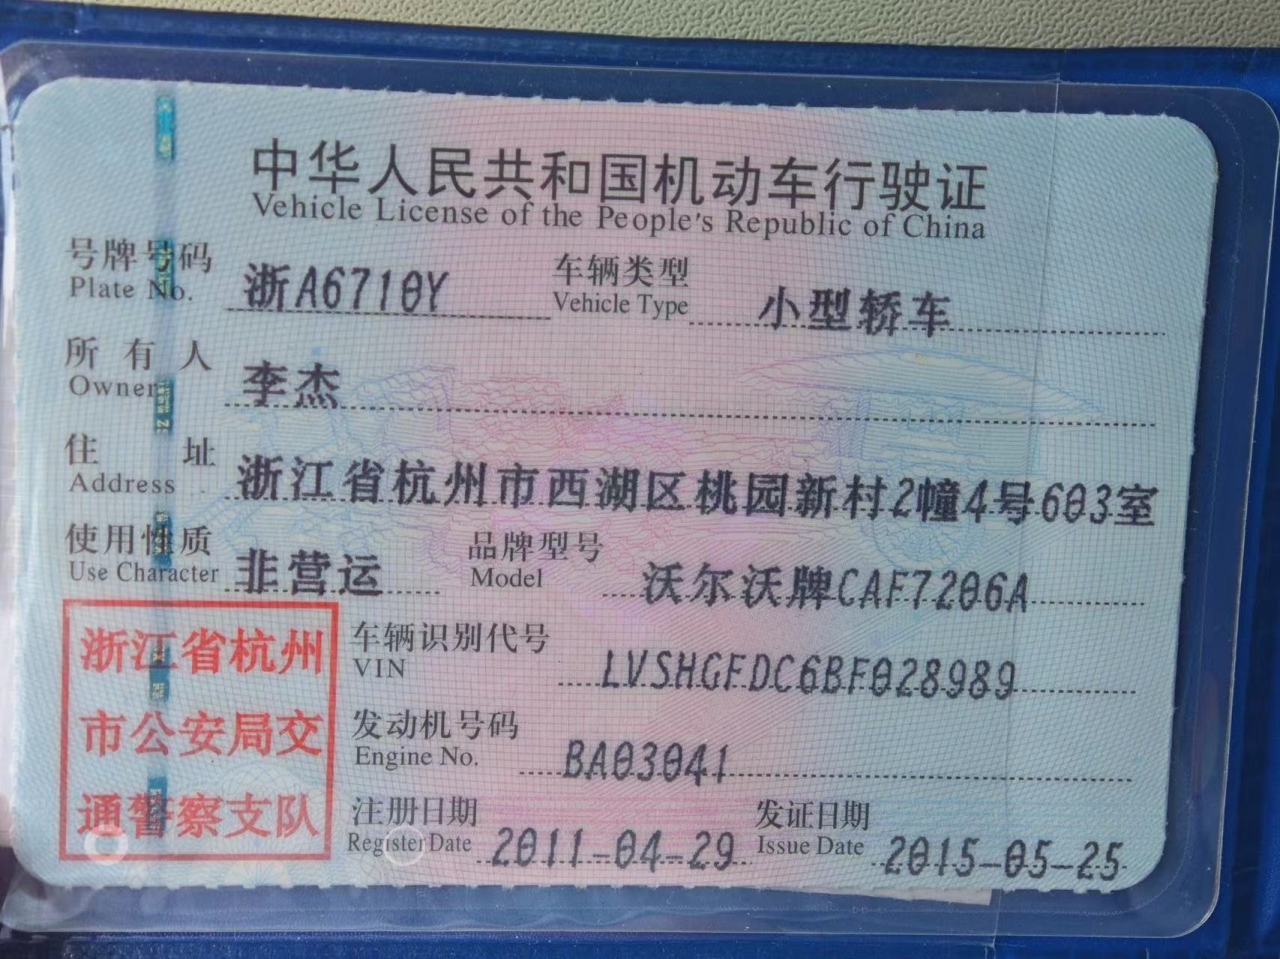 中华人民共和国机动车行驶证
Vehicle License of the People's Republic of China
号牌号码 浙A6710Y 车辆类型 小型轿车
Plate No. Vehicle Type
所有人 李杰
Owner
住址 浙江省杭州市西湖区桃园新村2幢4号603室
Address
使用性质 非营运 品牌型号 沃尔沃牌CAF7206A
Use Character Model
浙江省杭州
市公安局交
通警察支队
车辆识别代号 LVSHGFDC6BF028989
VIN
发动机号码 BA03041
Engine No.
注册日期 2011-04-29 发证日期 2015-05-25
Register Date Issue Date